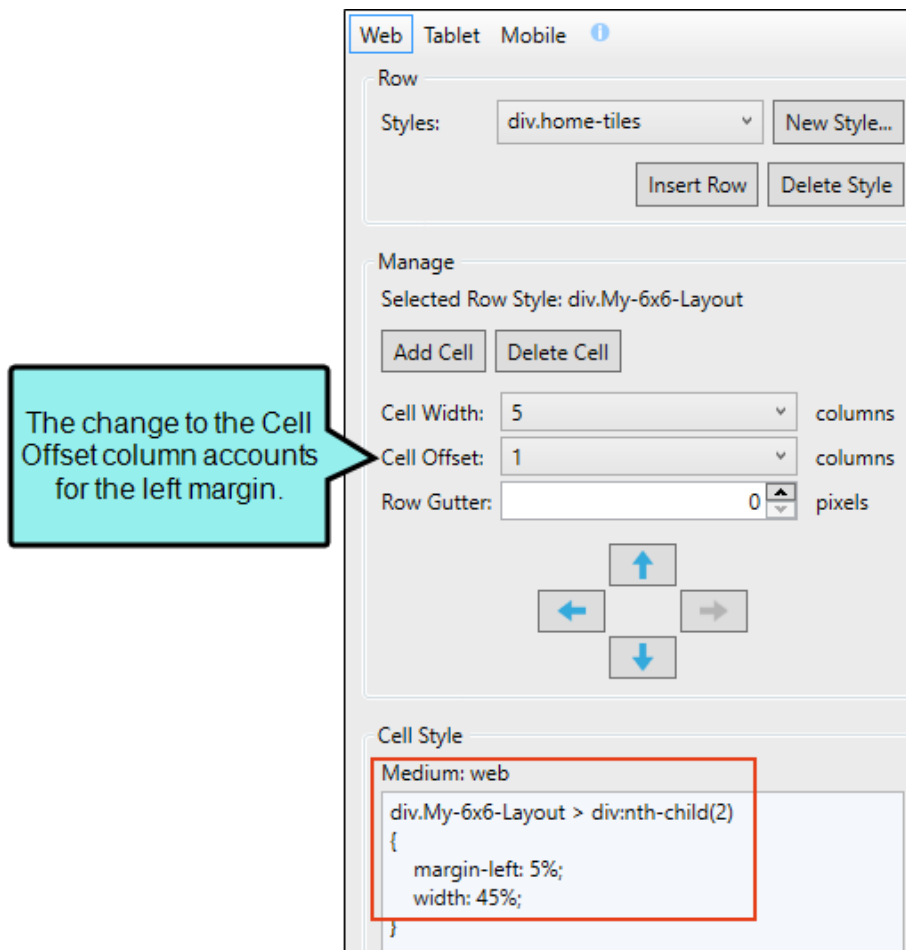 Web Tablet Mobile i
Row
Styles: div.home-tiles New Style...
Insert Row Delete Style
Manage
Selected Row Style: div.My-6x6-Layout
Add Cell Delete Cell
The change to the Cell
Offset column accounts
for the left margin.
Cell Width: 5 columns
Cell Offset: 1 columns
Row Gutter: 0 pixels
Cell Style
Medium: web
div.My-6x6-Layout > div:nth-child(2)
{
margin-left: 5%;
width: 45%;
}